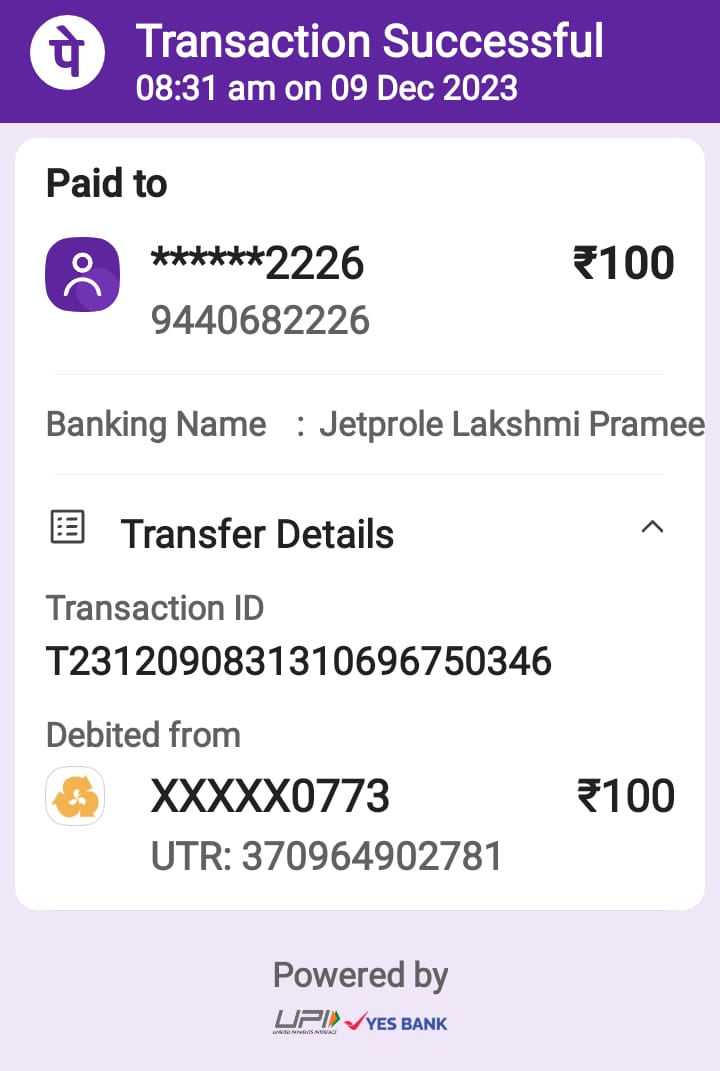 पे
Transaction Successful
08:31 am on 09 Dec 2023
Paid to
******2226 ₹100
9440682226
Banking Name : Jetprole Lakshmi Pramee
Transfer Details
Transaction ID
T2312090831310696750346
Debited from
XXXXX0773 ₹100
UTR: 370964902781
Powered by
UPI YES BANK
UNIFIED PAYMENTS INTERFACE